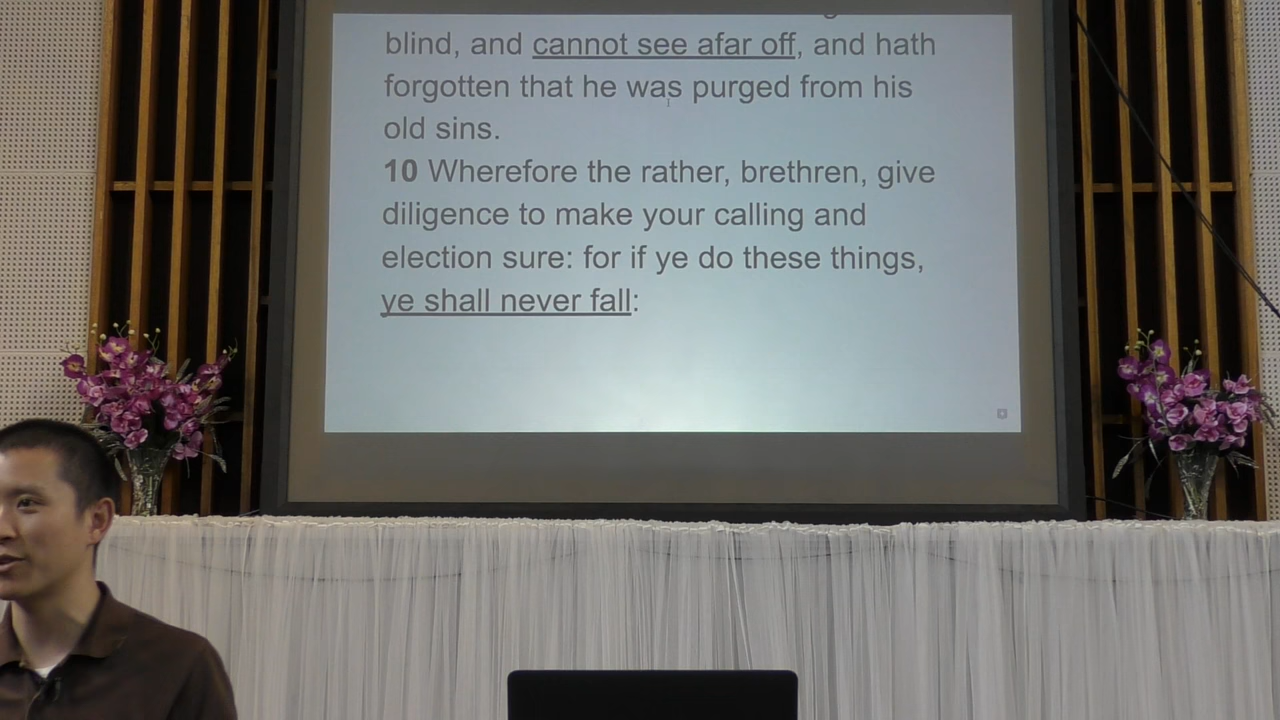 blind, and cannot see afar off, and hath
forgotten that he was purged from his
old sins.
10 Wherefore the rather, brethren, give
diligence to make your calling and
election sure: for if ye do these things,
ye shall never fall: